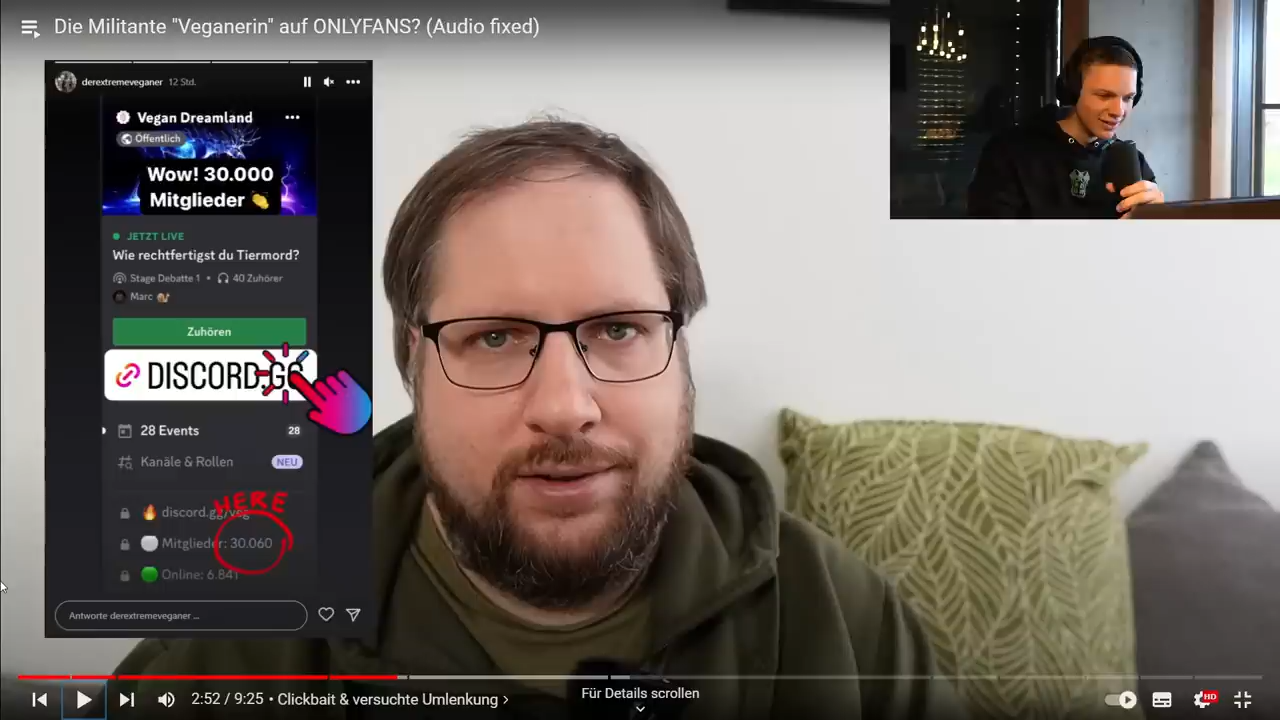 Die Militante "Veganerin" auf ONLYFANS? (Audio fixed)
derextremeveganer 12 Std.
Vegan Dreamland
Öffentlich
Wow! 30.000
Mitglieder 👏
JETZT LIVE
Wie rechtfertigst du Tiermord?
Stage Debatte 1 • 40 Zuhörer
Marc
Zuhören
DISCORD.GG
28 Events 28
Kanäle & Rollen NEU
HERE
discord.gg/veg
Mitglieder: 30.060
Online: 6.841
Antworte derextremeveganer ...
2:52 / 9:25 • Clickbait & versuchte Umlenkung ›
Für Details scrollen
HD